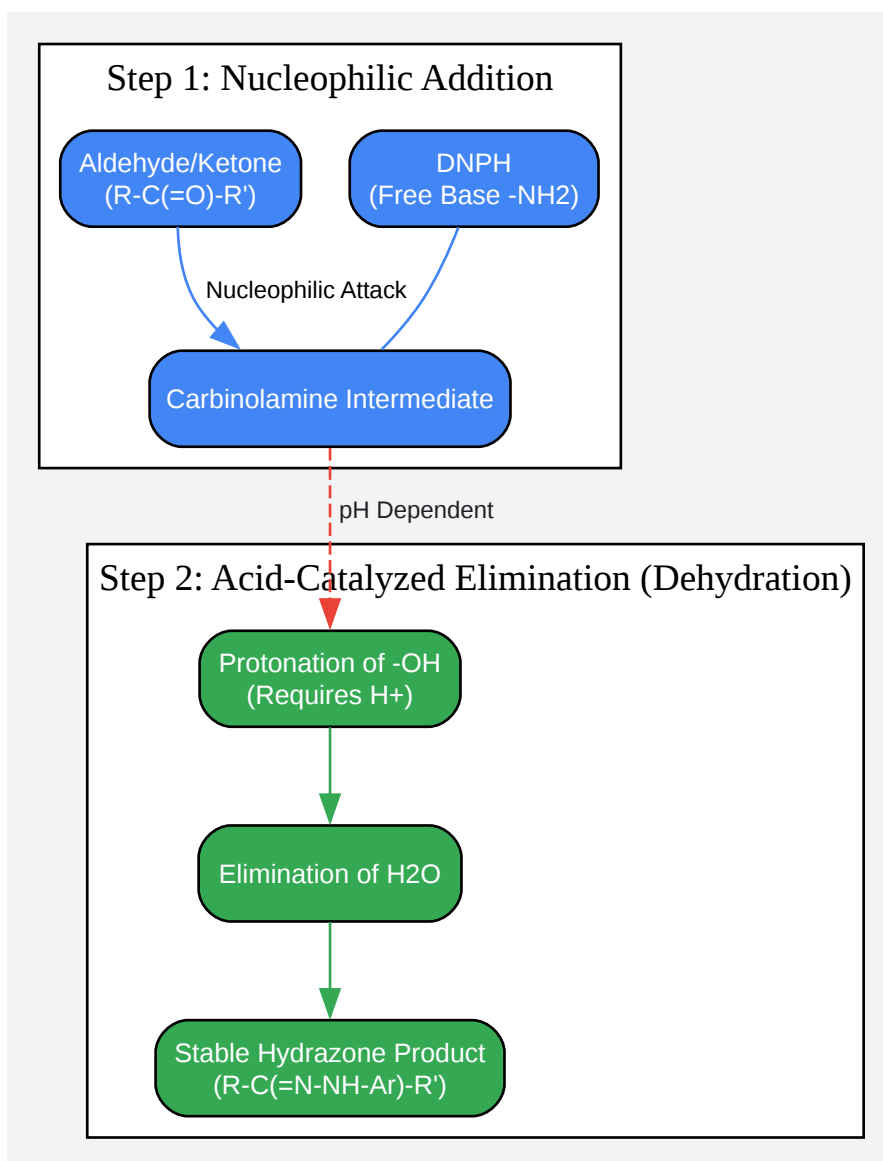 Step 1: Nucleophilic Addition
Aldehyde/Ketone
(R-C(=O)-R')
DNPH
(Free Base -NH2)
Nucleophilic Attack
Carbinolamine Intermediate
pH Dependent
Step 2: Acid-Catalyzed Elimination (Dehydration)
Protonation of -OH
(Requires H+)
Elimination of H2O
Stable Hydrazone Product
(R-C(=N-NH-Ar)-R')